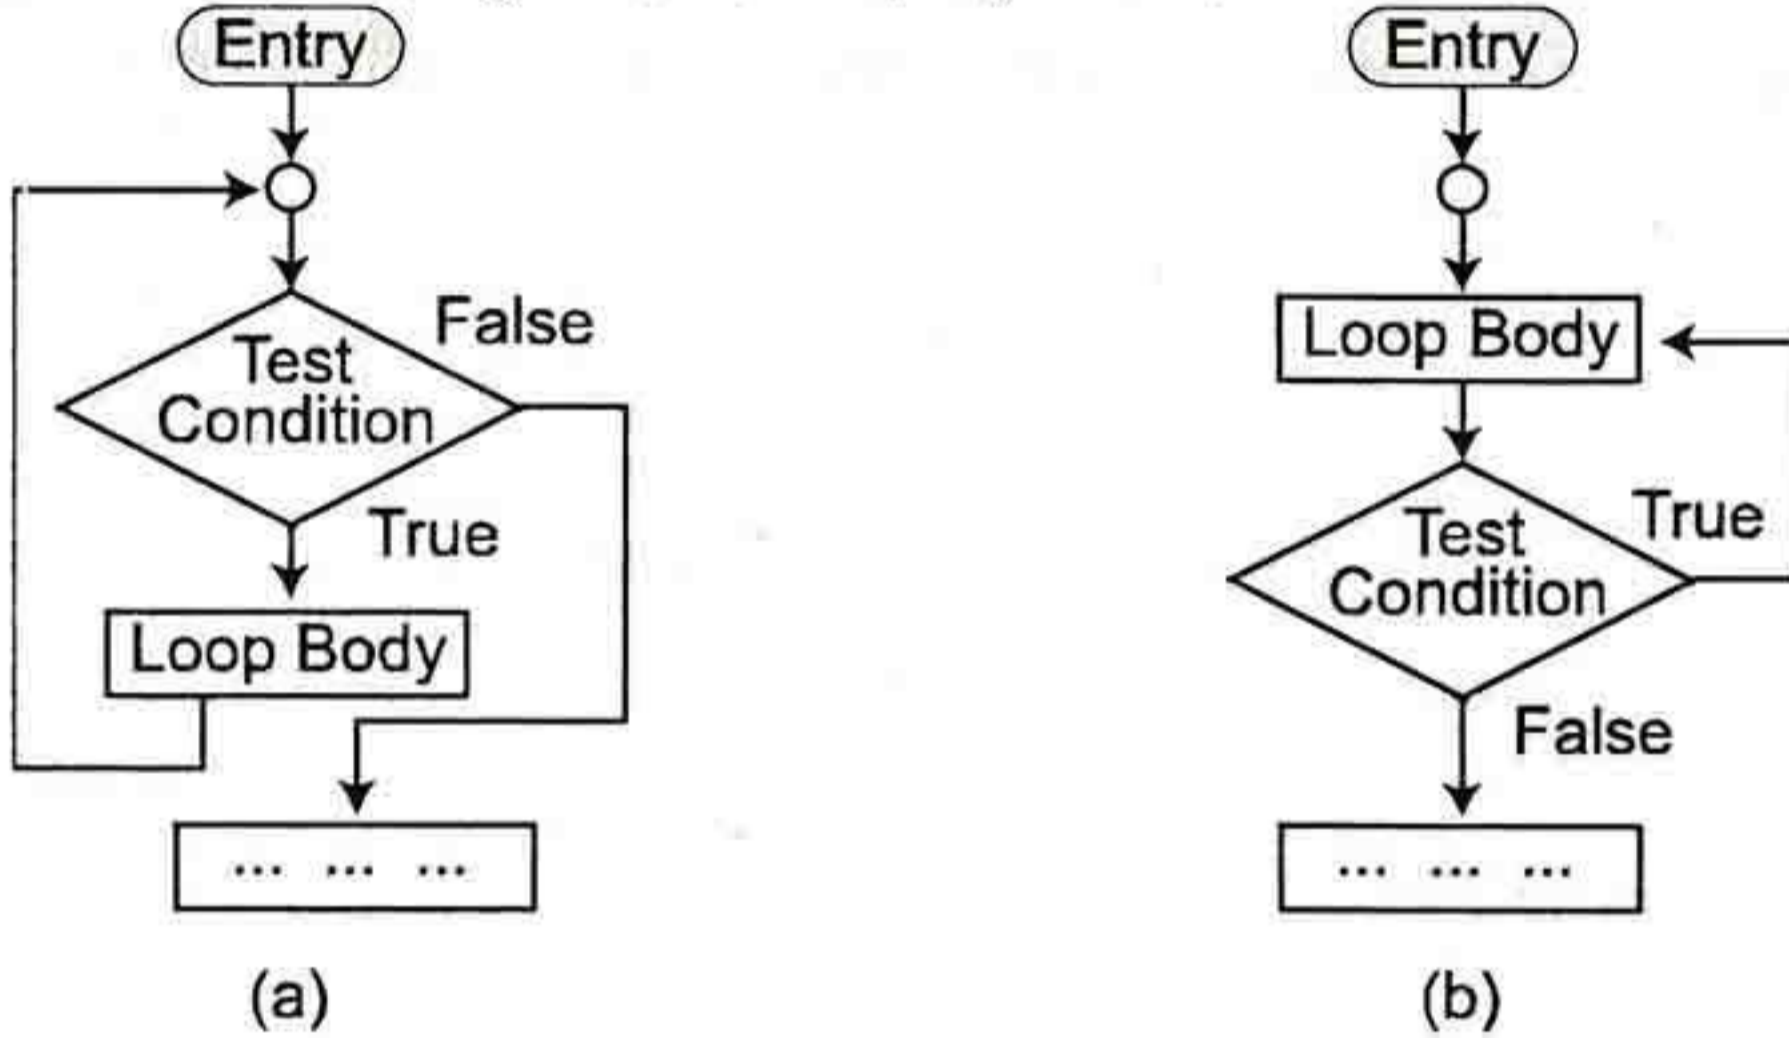 Entry
False
Test
Condition
True
Loop Body
... ... ...
(a)
Entry
Loop Body
Test
Condition
True
False
... ... ...
(b)